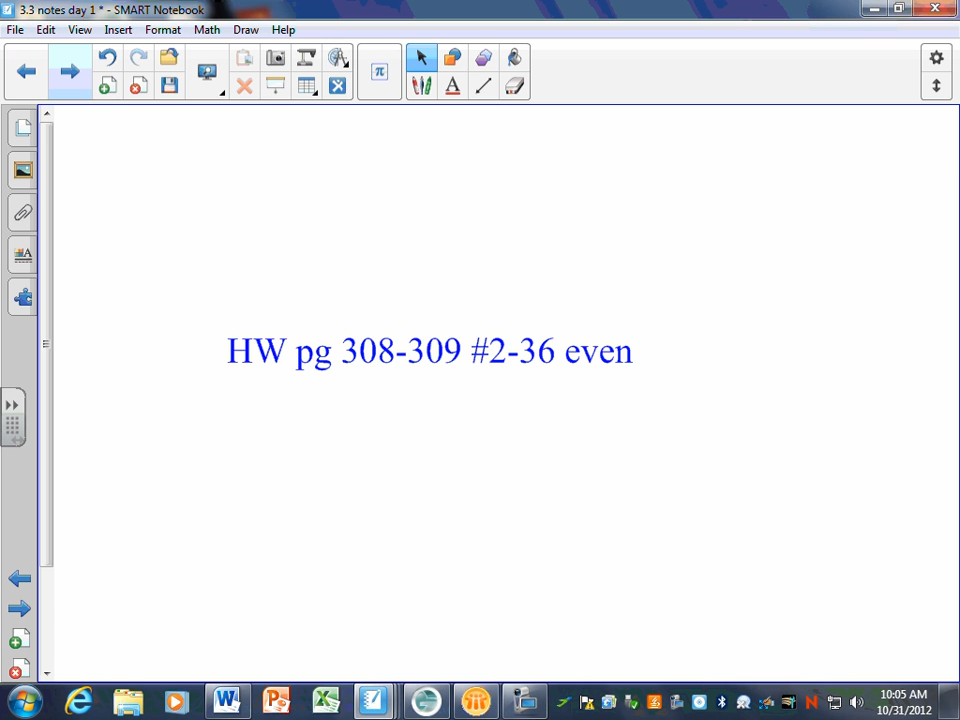 3.3 notes day 1 * - SMART Notebook
File Edit View Insert Format Math Draw Help
HW pg 308-309 #2-36 even
10:05 AM
10/31/2012